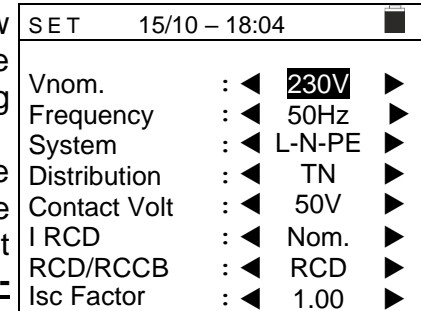 SET 15/10 – 18:04
Vnom. : ◀ 230V ▶
Frequency : ◀ 50Hz ▶
System : ◀ L-N-PE ▶
Distribution : ◀ TN ▶
Contact Volt : ◀ 50V ▶
I RCD : ◀ Nom. ▶
RCD/RCCB : ◀ RCD ▶
Isc Factor : ◀ 1.00 ▶